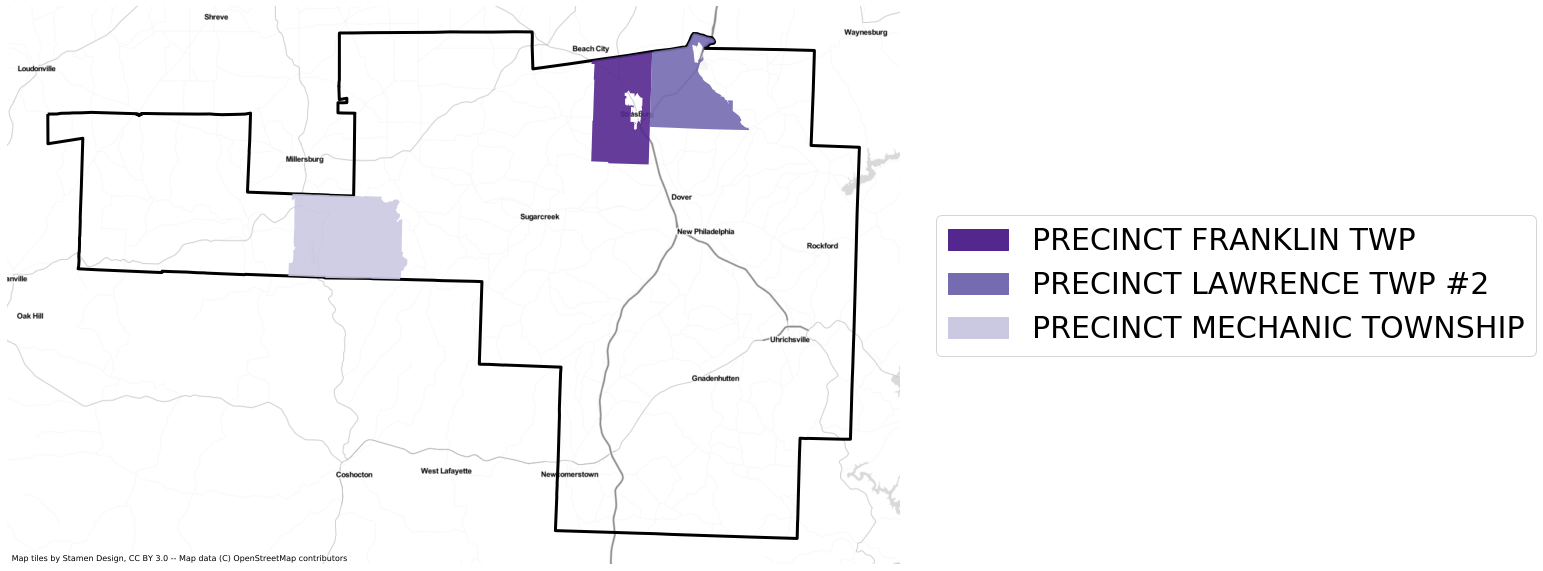 Shreve
Waynesburg
Beach City
Loudonville
Millersburg
Dover
Sugarcreek
New Philadelphia
Rockford
PRECINCT FRANKLIN TWP
anville
PRECINCT LAWRENCE TWP #2
Oak Hill
PRECINCT MECHANIC TOWNSHIP
Uhrichsville
Gnadenhutten
West Lafayette
Coshocton
Newcomerstown
Map tiles by Stamen Design, CC BY 3.0 -- Map data (C) OpenStreetMap contributors